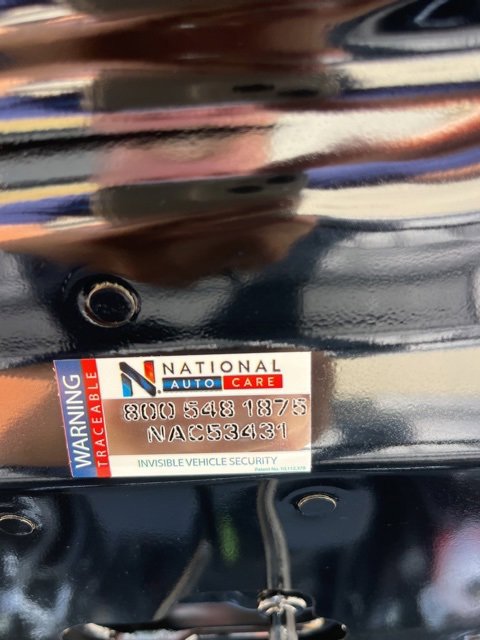 WARNING
TRACEABLE
N. NATIONAL
AUTO CARE
800 548 1875
NAC53431
INVISIBLE VEHICLE SECURITY